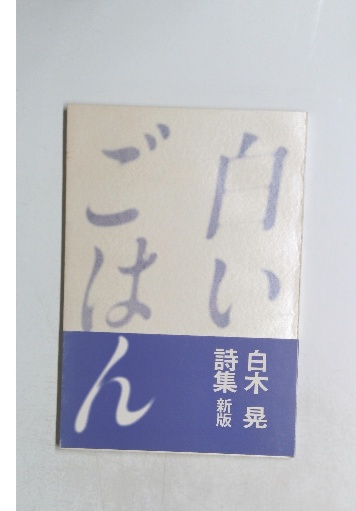 白い
ごはん
白木 晃
詩集 新版